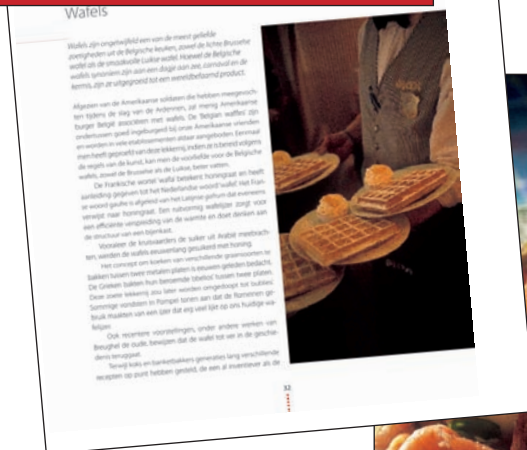 Wafels
Wafels zijn ongetwijfeld een van de meest geliefde
zoetigheden uit de Belgische keuken, zowel de lichte Brusselse
wafel als de smaakvolle Luikse wafel. Hoewel de Belgische
wafels synoniem zijn aan een dagje aan zee, carnaval en de
kermis, zijn ze uitgegroeid tot een wereldbefaamd product.
Afgezien van de Amerikaanse soldaten die hebben meegevoch-
ten tijdens de slag van de Ardennen, zal menig Amerikaanse
burger België associëren met wafels. De 'Belgian waffles' zijn
ondertussen goed ingeburgerd bij onze Amerikaanse vrienden
en worden in vele etablissementen aldaar aangeboden. Eenmaal
men heeft geproefd van deze lekkernij, indien ze is bereid volgens
de regels van de kunst, kan men de voorliefde voor de Belgische
wafels, zowel de Brusselse als de Luikse, beter vatten.
De Frankische wortel 'wafla' betekent honingraat en heeft
aanleiding gegeven tot het Nederlandse woord 'wafel'. Het Fran-
se woord gaufre is afgeleid van het Latijnse gafrum dat eveneens
verwijst naar honingraat. Een ruitvormig wafelijzer zorgt voor
een efficiënte verspreiding van de warmte en doet denken aan
de structuur van een bijenkast.
Vooraleer de kruisvaarders de suiker uit Arabië meebrach-
ten, werden de wafels eeuwenlang gesuikerd met honing.
Het concept om koeken van verschillende graansoorten te
bakken tussen twee metalen platen is eeuwen geleden bedacht.
De Grieken bakten hun beroemde 'obelios' tussen twee platen.
Deze zoete lekkernij zou later worden omgedoopt tot 'oublies'.
Sommige vondsten in Pompeï tonen aan dat de Romeinen ge-
bruik maakten van een ijzer dat erg veel lijkt op ons huidige wa-
felijzer.
Ook recentere voorstellingen, onder andere werken van
Breughel de oude, bewijzen dat de wafel tot ver in de geschie-
denis teruggaat.
Terwijl koks en banketbakkers generaties lang verschillende
recepten op punt hebben gesteld, de een al inventiever als de
32